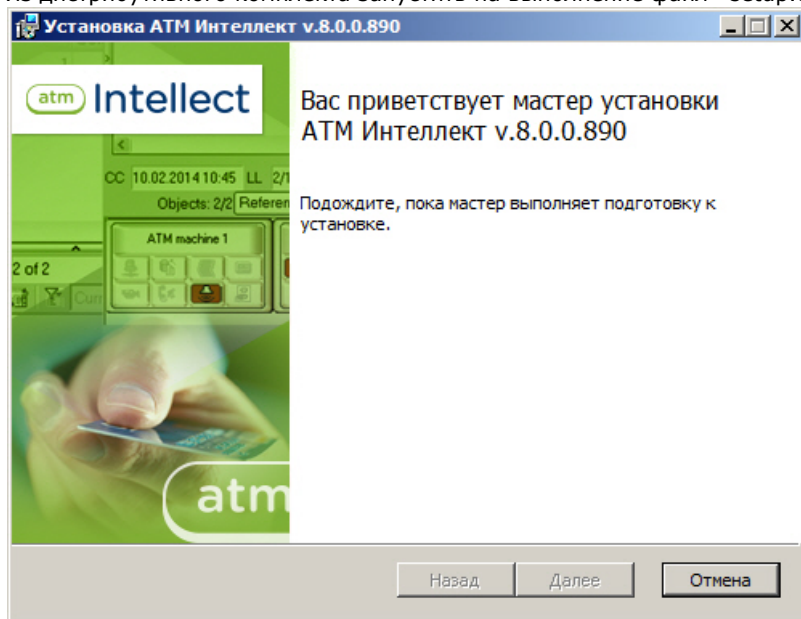 Установка АТМ Интеллект v.8.0.0.890
atm Intellect
Вас приветствует мастер установки
АТМ Интеллект v.8.0.0.890
CC 10.02.2014 10:45 LL
Objects: 2/2
Подождите, пока мастер выполняет подготовку к
установке.
ATM machine 1
2 of 2
atm
Назад Далее Отмена